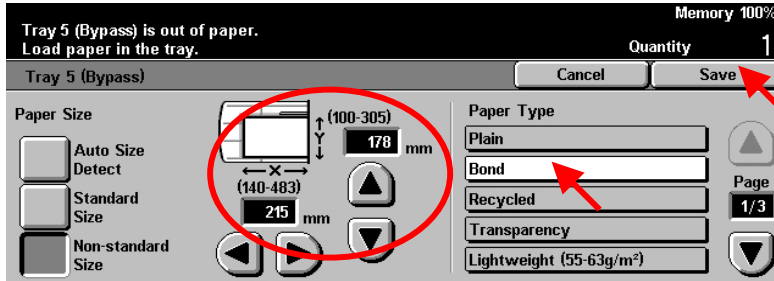 Memory 100%
Tray 5 (Bypass) is out of paper.
Load paper in the tray.
Quantity 1
Tray 5 (Bypass)
Cancel
Save
Paper Size
Auto Size
Detect
Standard
Size
Non-standard
Size
(100-305)
Y
178 mm
X
(140-483)
215 mm
Paper Type
Plain
Bond
Recycled
Transparency
Lightweight (55-63g/m²)
Page
1/3